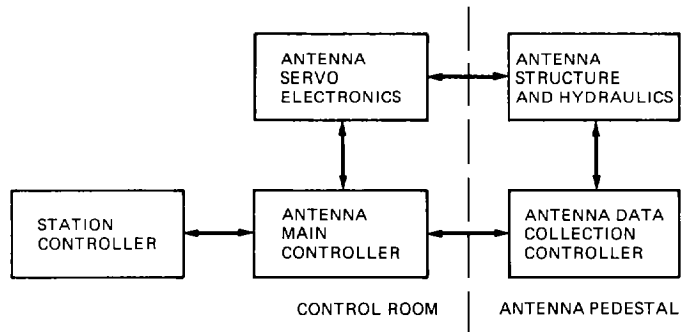 ANTENNA
SERVO
ELECTRONICS
ANTENNA
STRUCTURE
AND HYDRAULICS
STATION
CONTROLLER
ANTENNA
MAIN
CONTROLLER
ANTENNA DATA
COLLECTION
CONTROLLER
CONTROL ROOM
ANTENNA PEDESTAL